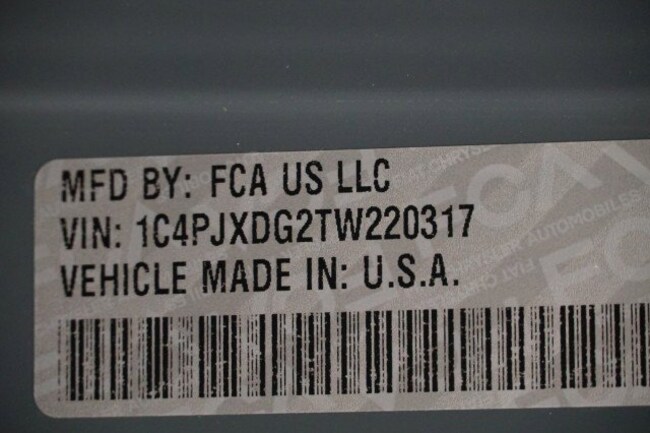 MFD BY: FCA US LLC
VIN: 1C4PJXDG2TW220317
VEHICLE MADE IN: U.S.A.